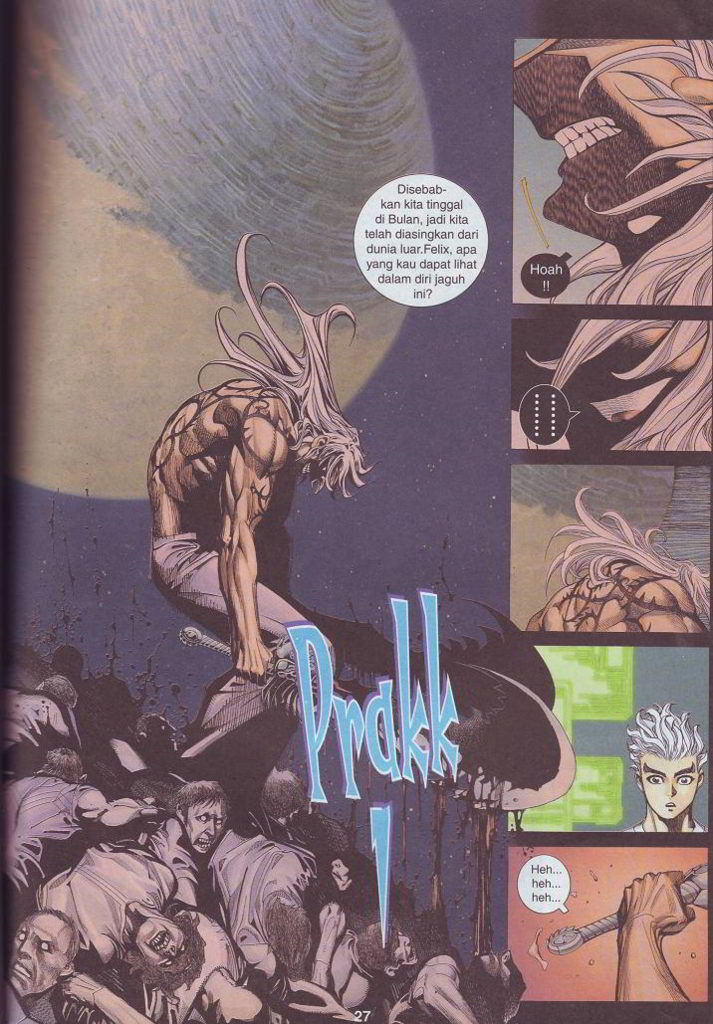 Disebab-
kan kita tinggal
di Bulan, jadi kita
telah diasingkan dari
dunia luar.Felix, apa
yang kau dapat lihat
dalam diri jaguh
ini?
Hoah
!!
Prakk
!
Heh...
heh...
heh...
27